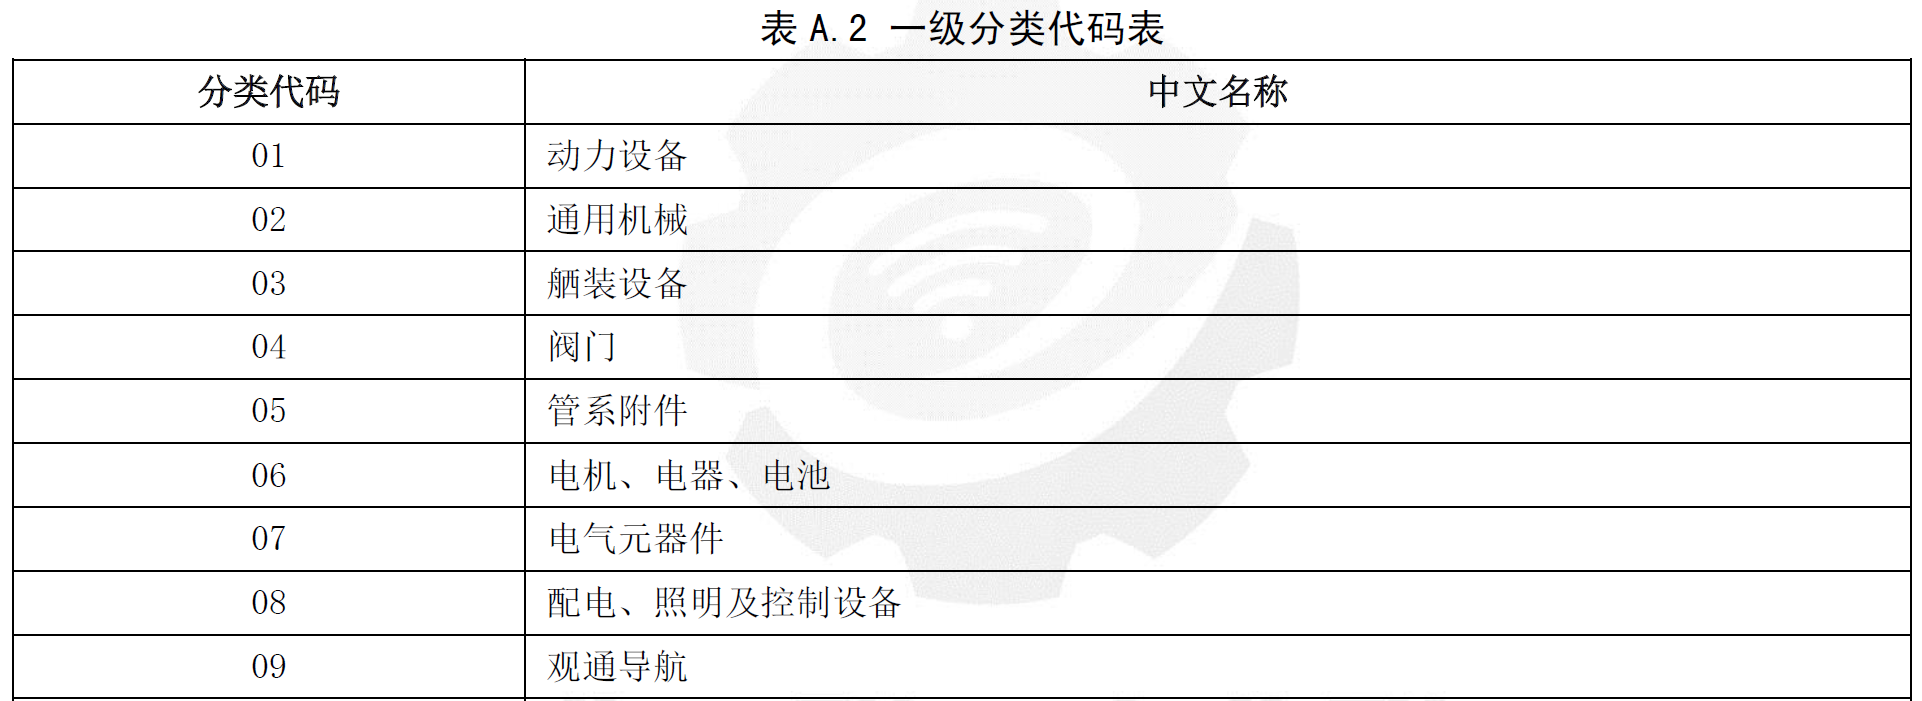 表 A.2 一级分类代码表
分类代码 中文名称
01 动力设备
02 通用机械
03 舾装设备
04 阀门
05 管系附件
06 电机、电器、电池
07 电气元器件
08 配电、照明及控制设备
09 观通导航